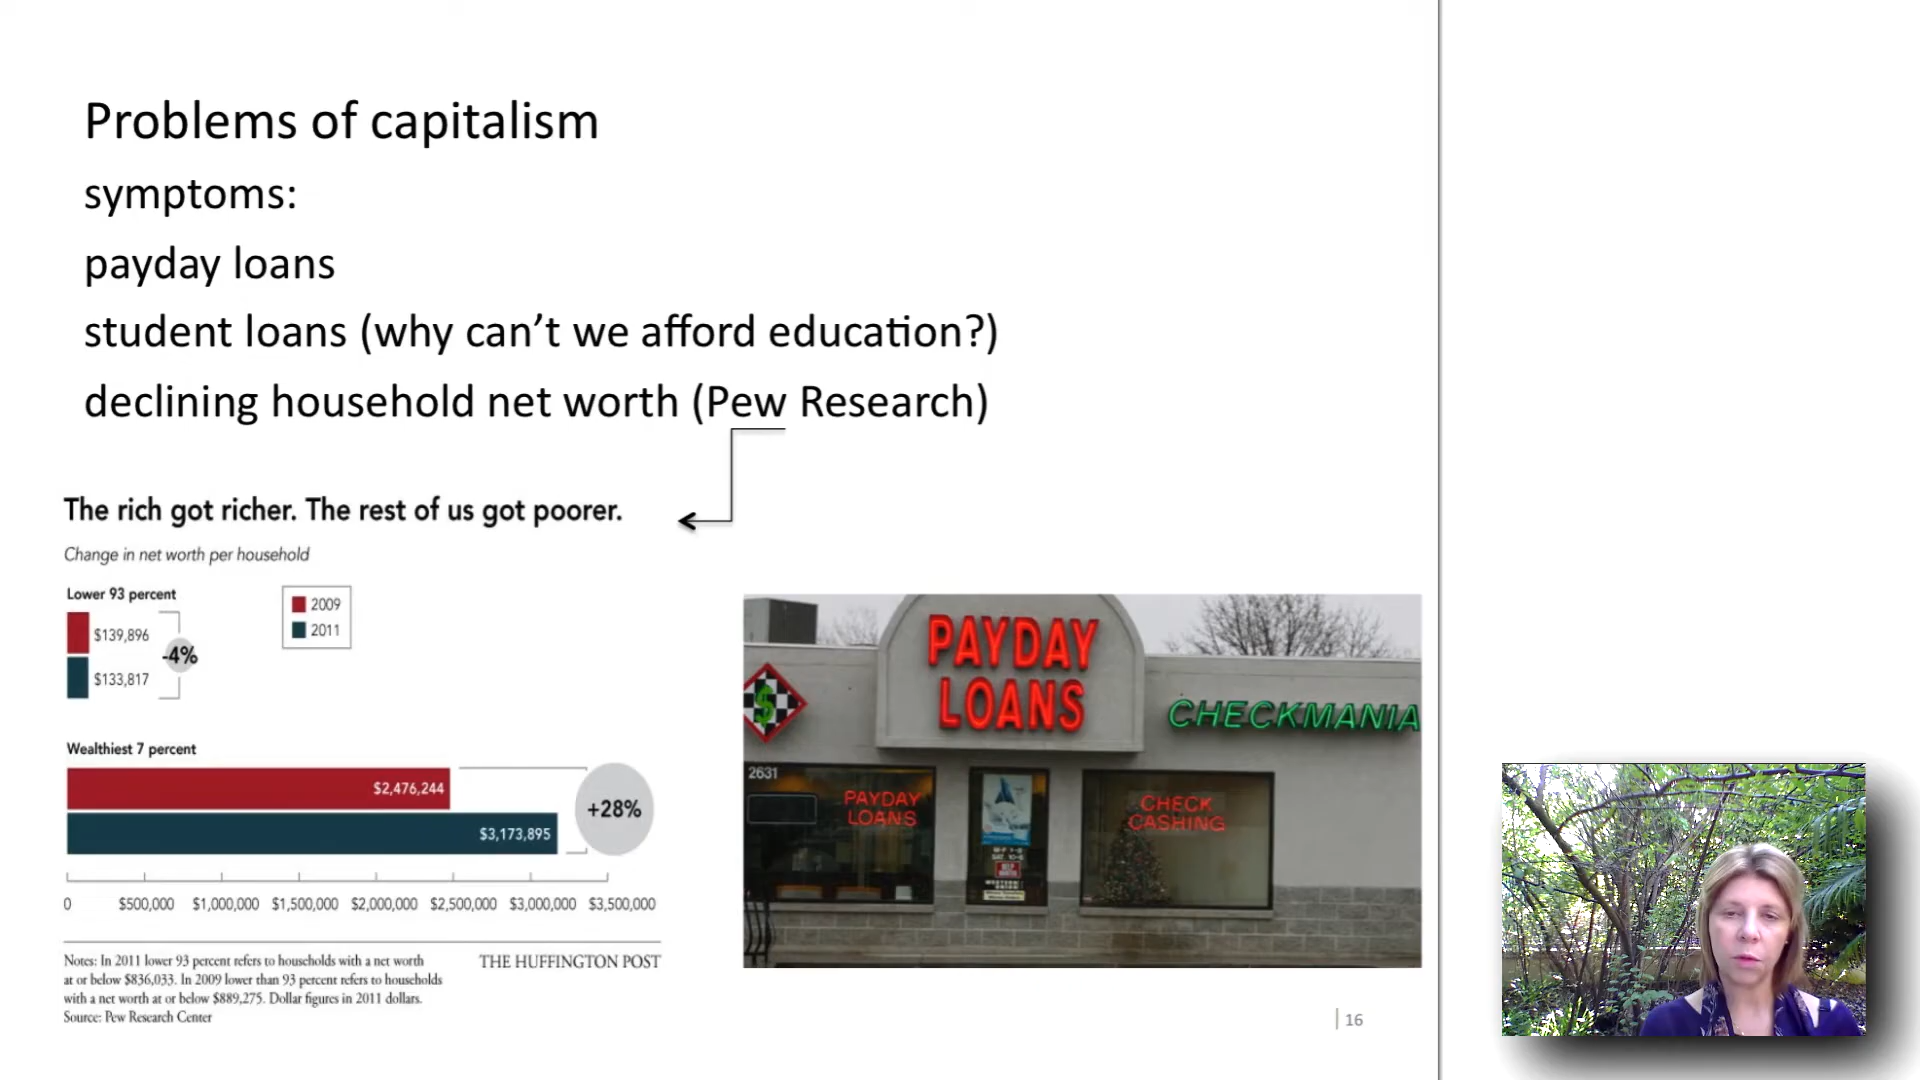 Problems of capitalism
symptoms:
payday loans
student loans (why can’t we afford education?)
declining household net worth (Pew Research)
The rich got richer. The rest of us got poorer.
Change in net worth per household
Lower 93 percent
2009
2011
$139,896
$133,817
-4%
Wealthiest 7 percent
$2,476,244
$3,173,895
+28%
0 $500,000 $1,000,000 $1,500,000 $2,000,000 $2,500,000 $3,000,000 $3,500,000
Notes: In 2011 lower 93 percent refers to households with a net worth
at or below $836,033. In 2009 lower than 93 percent refers to households
with a net worth at or below $889,275. Dollar figures in 2011 dollars.
Source: Pew Research Center
THE HUFFINGTON POST
PAYDAY
LOANS
CHECKMANIA
$
2631
PAYDAY
LOANS
CHECK
CASHING
WESTERN
UNION
16